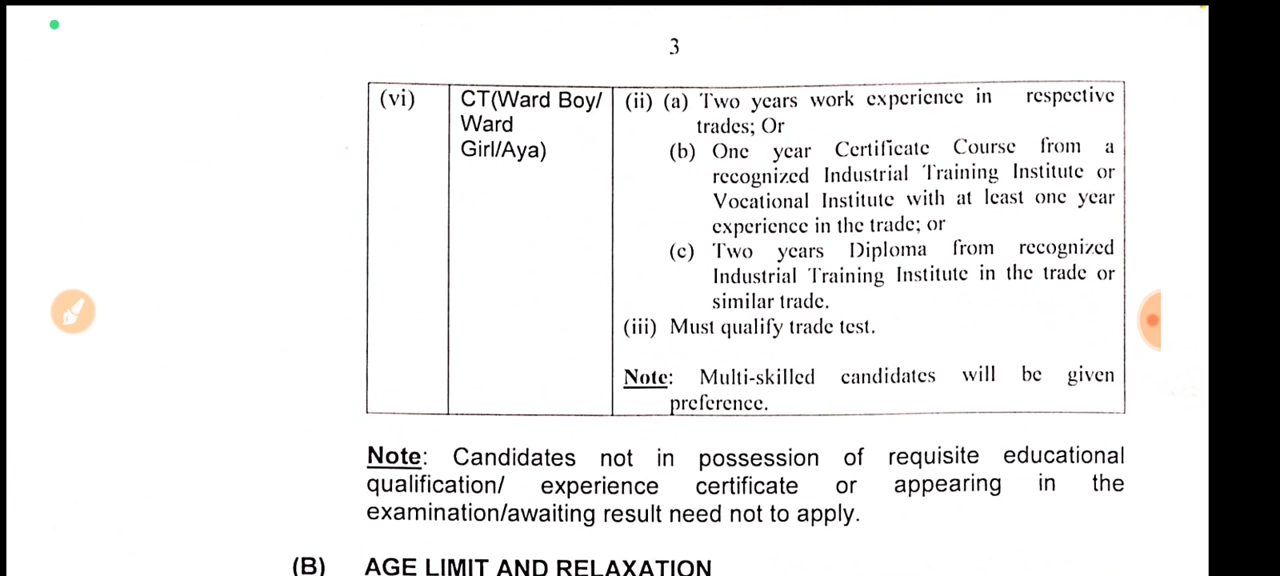 3
(vi) CT(Ward Boy/ Ward Girl/Aya)
(ii) (a) Two years work experience in respective
trades; Or
(b) One year Certificate Course from a
recognized Industrial Training Institute or
Vocational Institute with at least one year
experience in the trade; or
(c) Two years Diploma from recognized
Industrial Training Institute in the trade or
similar trade.
(iii) Must qualify trade test.
Note: Multi-skilled candidates will be given
preference.
Note: Candidates not in possession of requisite educational
qualification/ experience certificate or appearing in the
examination/awaiting result need not to apply.
(B) AGE LIMIT AND RELAXATION